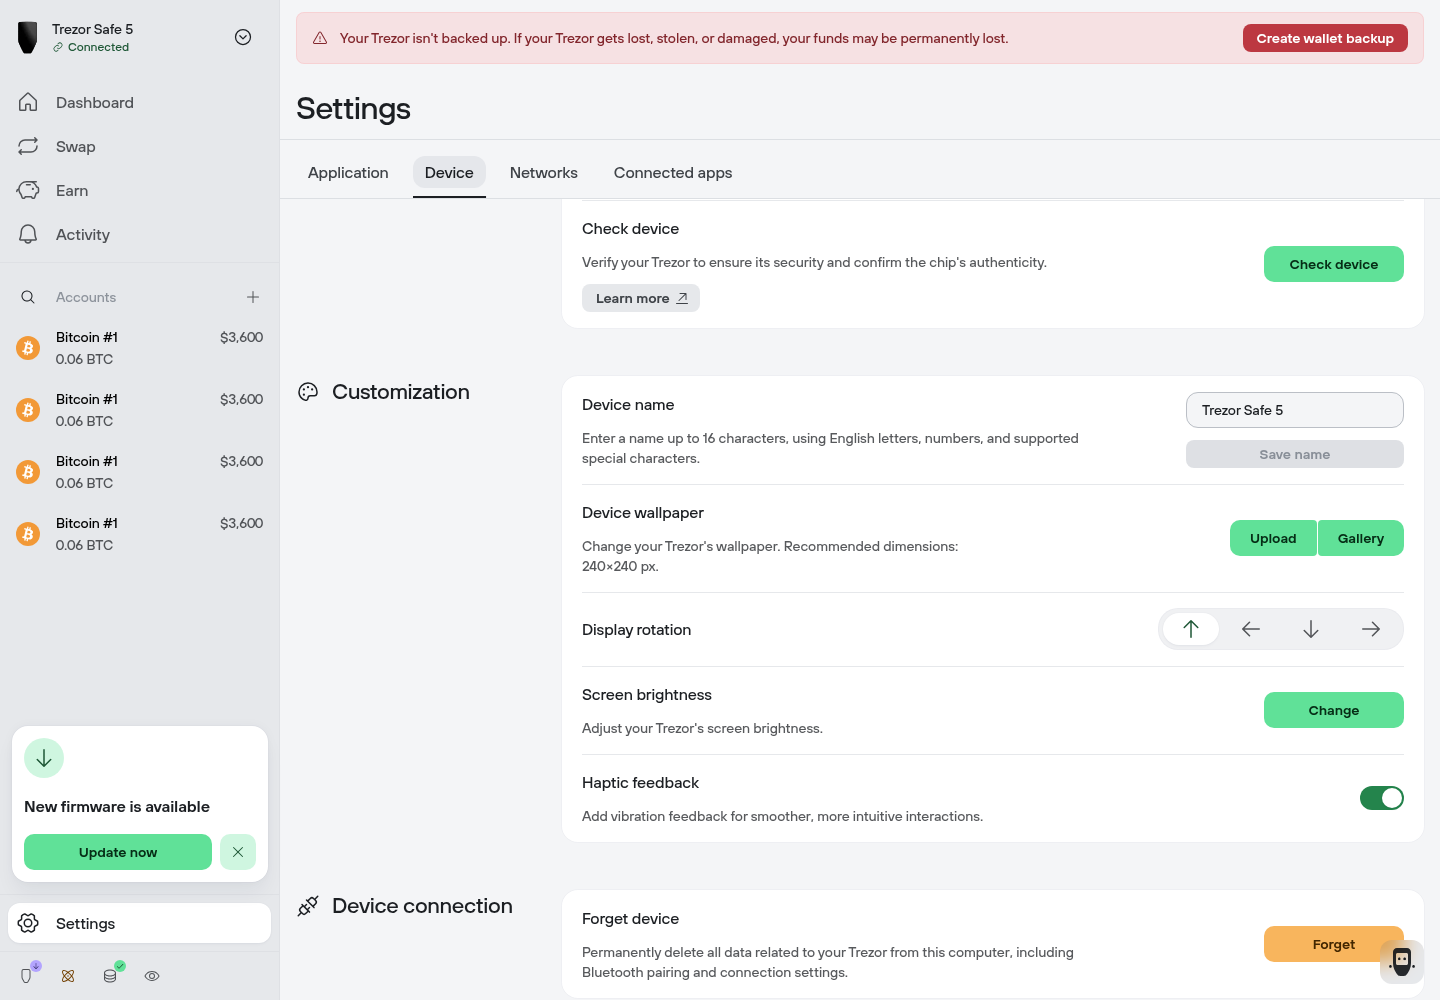 Trezor Safe 5
Connected
Dashboard
Swap
Earn
Activity
Accounts
Bitcoin #1 $3,600
0.06 BTC
Bitcoin #1 $3,600
0.06 BTC
Bitcoin #1 $3,600
0.06 BTC
Bitcoin #1 $3,600
0.06 BTC
New firmware is available
Update now
Settings
Your Trezor isn't backed up. If your Trezor gets lost, stolen, or damaged, your funds may be permanently lost.
Create wallet backup
Settings
Application Device Networks Connected apps
Check device
Verify your Trezor to ensure its security and confirm the chip's authenticity.
Learn more
Check device
Customization
Device name
Enter a name up to 16 characters, using English letters, numbers, and supported
special characters.
Trezor Safe 5
Save name
Device wallpaper
Change your Trezor's wallpaper. Recommended dimensions:
240×240 px.
Upload Gallery
Display rotation
Screen brightness
Adjust your Trezor's screen brightness.
Change
Haptic feedback
Add vibration feedback for smoother, more intuitive interactions.
Device connection
Forget device
Permanently delete all data related to your Trezor from this computer, including
Bluetooth pairing and connection settings.
Forget